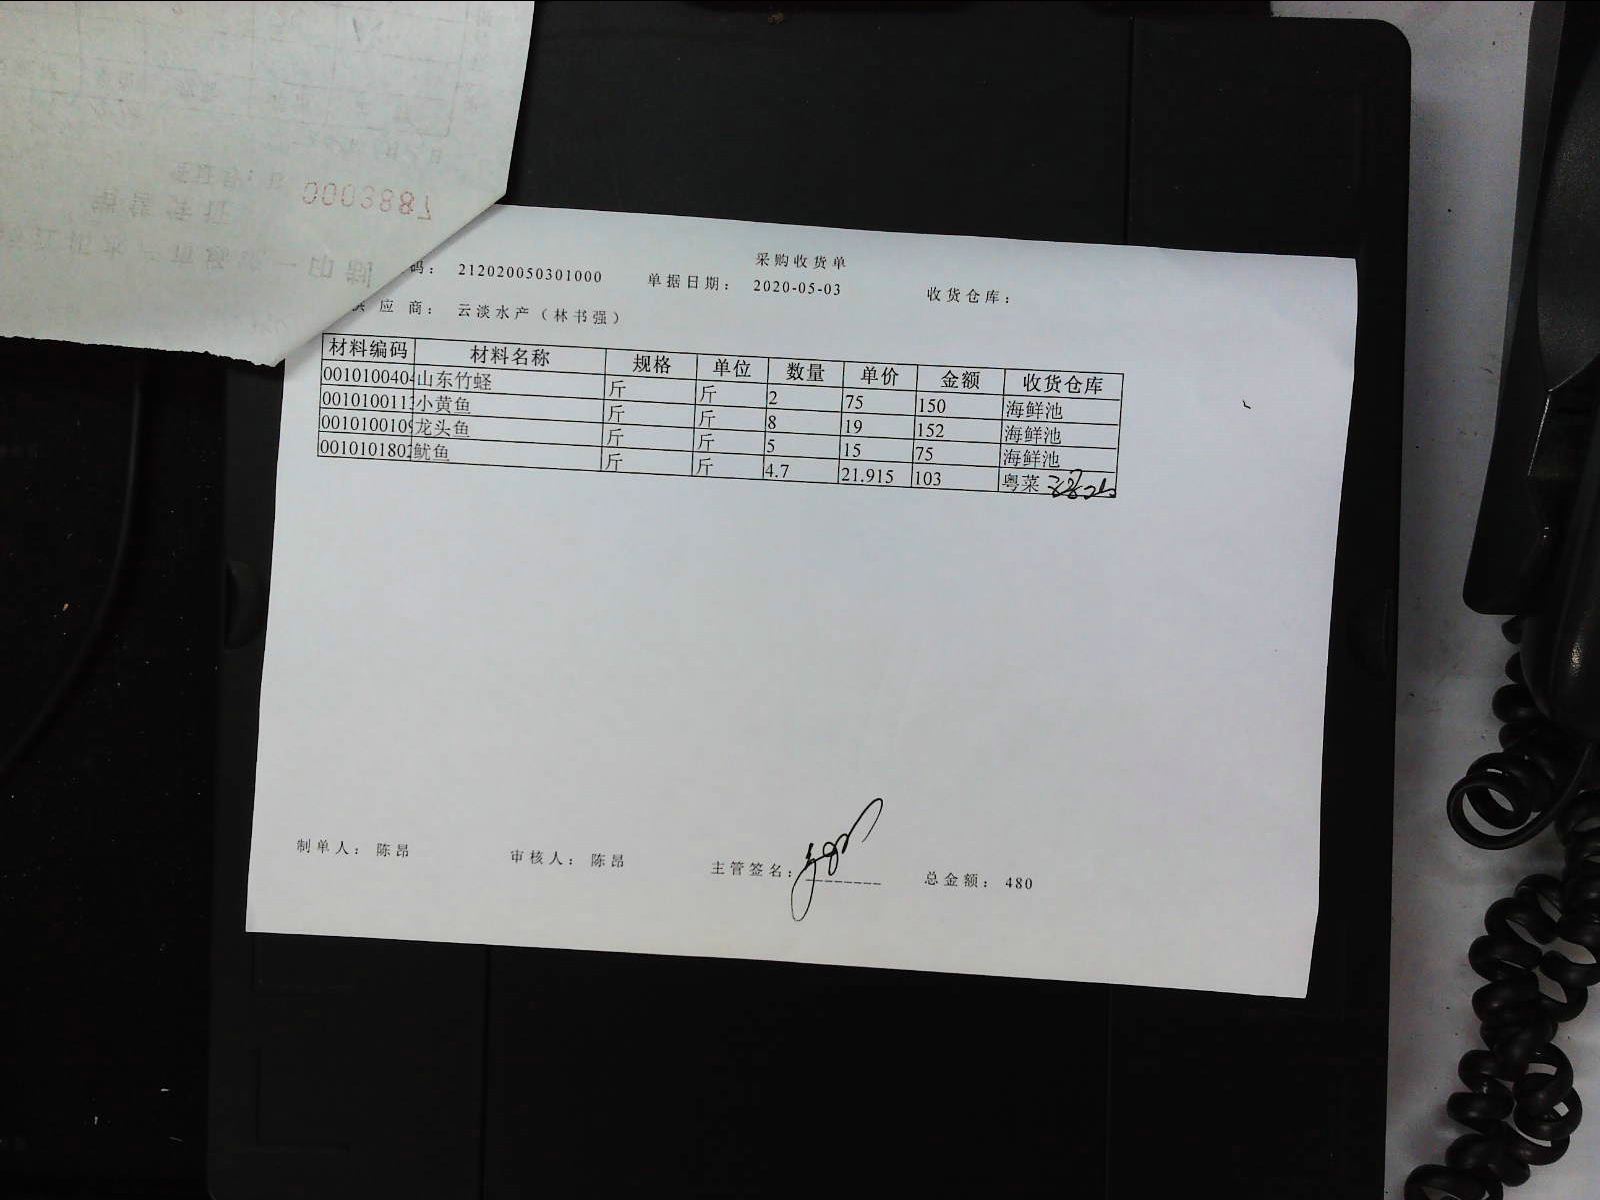 0003887
采购收货单
码： 212020050301000 单据日期： 2020-05-03 收货仓库：
供应商： 云淡水产（林书强）
材料编码 材料名称 规格 单位 数量 单价 金额 收货仓库
0010100404 山东竹蛏 斤 斤 2 75 150 海鲜池
001010011 小黄鱼 斤 斤 8 19 152 海鲜池
001010010 龙头鱼 斤 斤 5 15 75 海鲜池
001010180 鱿鱼 斤 斤 4.7 21.915 103 粤菜
制单人： 陈昂 审核人： 陈昂 主管签名： 总金额： 480